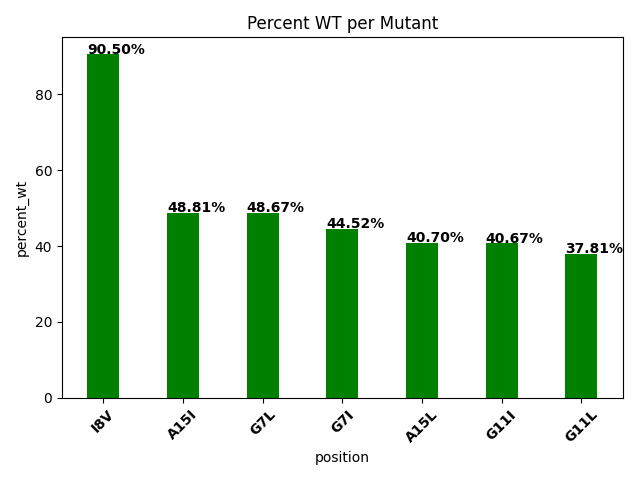 Percent WT per Mutant
percent_wt
80
60
40
20
0
90.50%
48.81%
48.67%
44.52%
40.70%
40.67%
37.81%
I8V
A15I
G7L
G7I
A15L
G11I
G11L
position